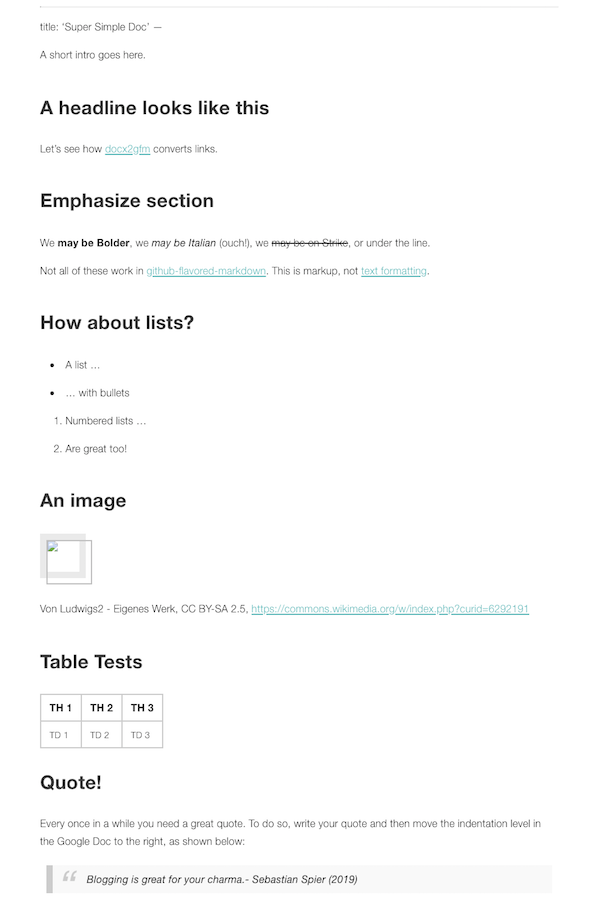 title: ‘Super Simple Doc’ —
A short intro goes here.
A headline looks like this
Let’s see how docx2gfm converts links.
Emphasize section
We may be Bolder, we may be Italian (ouch!), we may be on Strike, or under the line.
Not all of these work in github-flavored-markdown. This is markup, not text formatting.
How about lists?
• A list …
• … with bullets
1. Numbered lists …
2. Are great too!
An image
Von Ludwigs2 - Eigenes Werk, CC BY-SA 2.5, https://commons.wikimedia.org/w/index.php?curid=6292191
Table Tests
TH 1 TH 2 TH 3
TD 1 TD 2 TD 3
Quote!
Every once in a while you need a great quote. To do so, write your quote and then move the indentation level in
the Google Doc to the right, as shown below:
“ Blogging is great for your charma.- Sebastian Spier (2019)